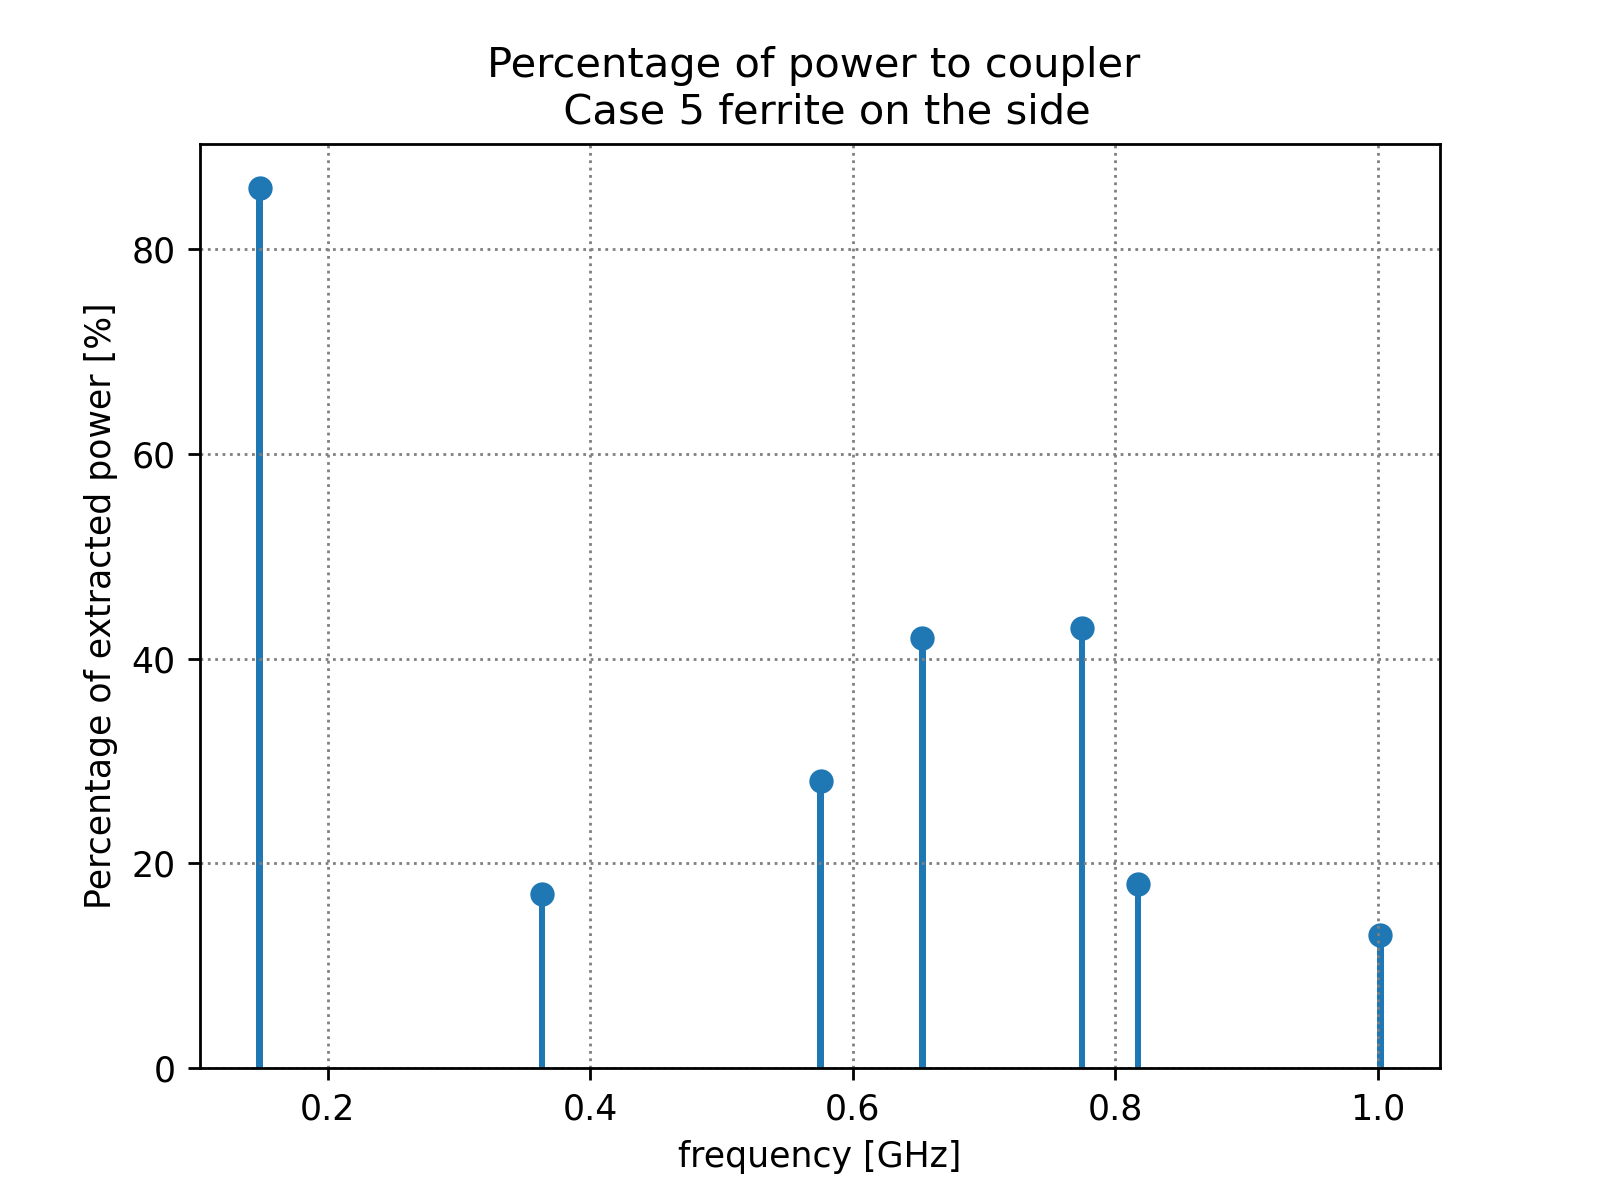 Percentage of power to coupler
Case 5 ferrite on the side
Percentage of extracted power [%]
80
60
40
20
0
0.2 0.4 0.6 0.8 1.0
frequency [GHz]